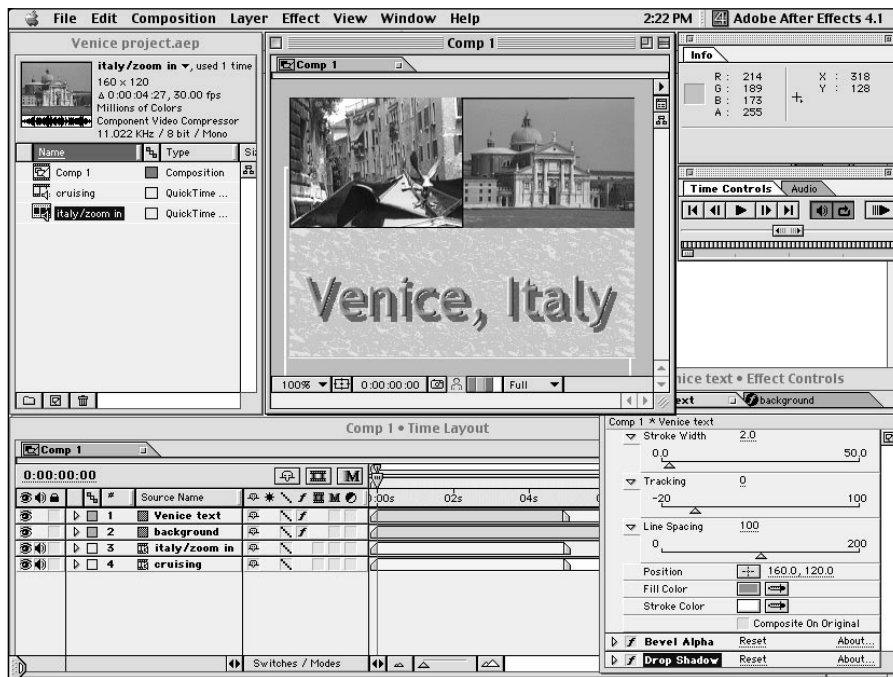 File Edit Composition Layer Effect View Window Help 2:22 PM Adobe After Effects 4.1
Venice project.aep
italy/zoom in ▾, used 1 time
160 × 120
Δ 0:00:04:27, 30.00 fps
Millions of Colors
Component Video Compressor
11.022 KHz / 8 bit / Mono
Name Type Si
Comp 1 Composition
cruising QuickTime ...
italy/zoom in QuickTime ...
Comp 1
Comp 1
Venice, Italy
100% 0:00:00:00 Full
Info
R : 214 X : 318
G : 189 Y : 128
B : 173
A : 255
Time Controls Audio
Comp 1 • Time Layout
Comp 1
0:00:00:00
# Source Name M :00s 02s 04s
1 Venice text
2 background
3 italy/zoom in
4 cruising
Switches / Modes
nice text • Effect Controls
ext background
Comp 1 * Venice text
Stroke Width 2.0
0.0 50.0
Tracking 0
-20 100
Line Spacing 100
0 200
Position 160.0, 120.0
Fill Color
Stroke Color
Composite On Original
Bevel Alpha Reset About...
Drop Shadow Reset About...